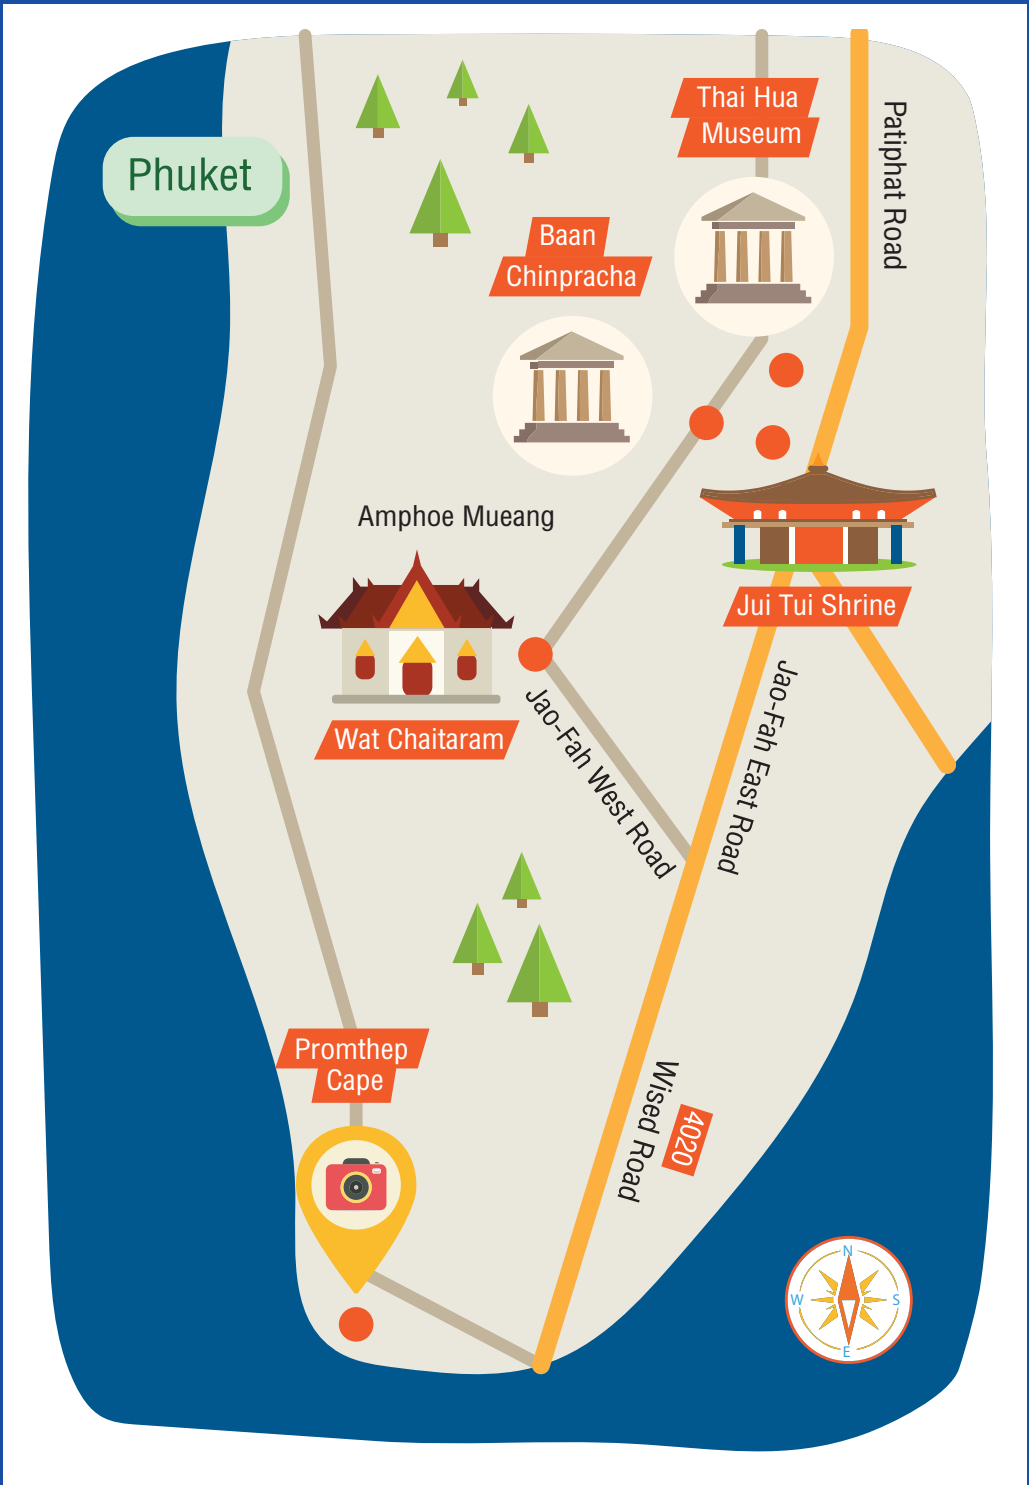 Thai Hua
Museum
Patiphat Road
Phuket
Baan
Chinpracha
Amphoe Mueang
Jui Tui Shrine
Wat Chaitaram
Jao-Fah West Road
Jao-Fah East Road
Promthep
Cape
Wised Road
4020
N
W
S
E